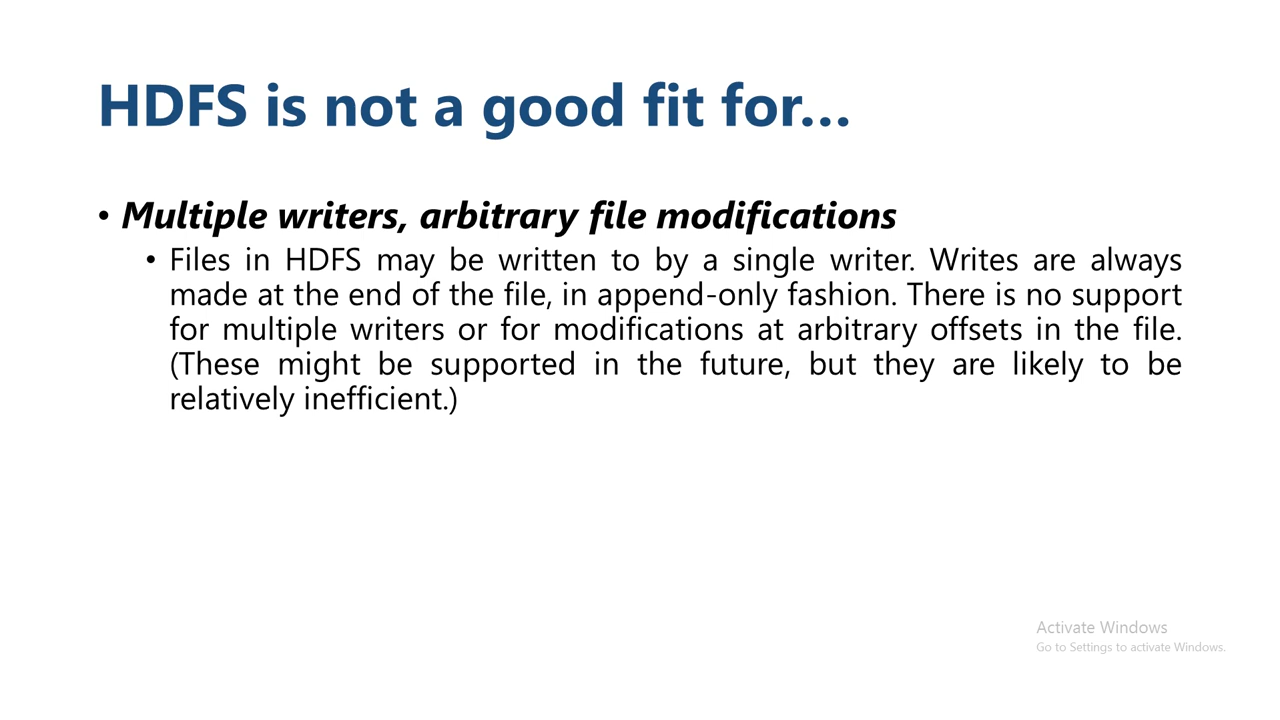 HDFS is not a good fit for...
• Multiple writers, arbitrary file modifications
• Files in HDFS may be written to by a single writer. Writes are always
made at the end of the file, in append-only fashion. There is no support
for multiple writers or for modifications at arbitrary offsets in the file.
(These might be supported in the future, but they are likely to be
relatively inefficient.)
Activate Windows
Go to Settings to activate Windows.